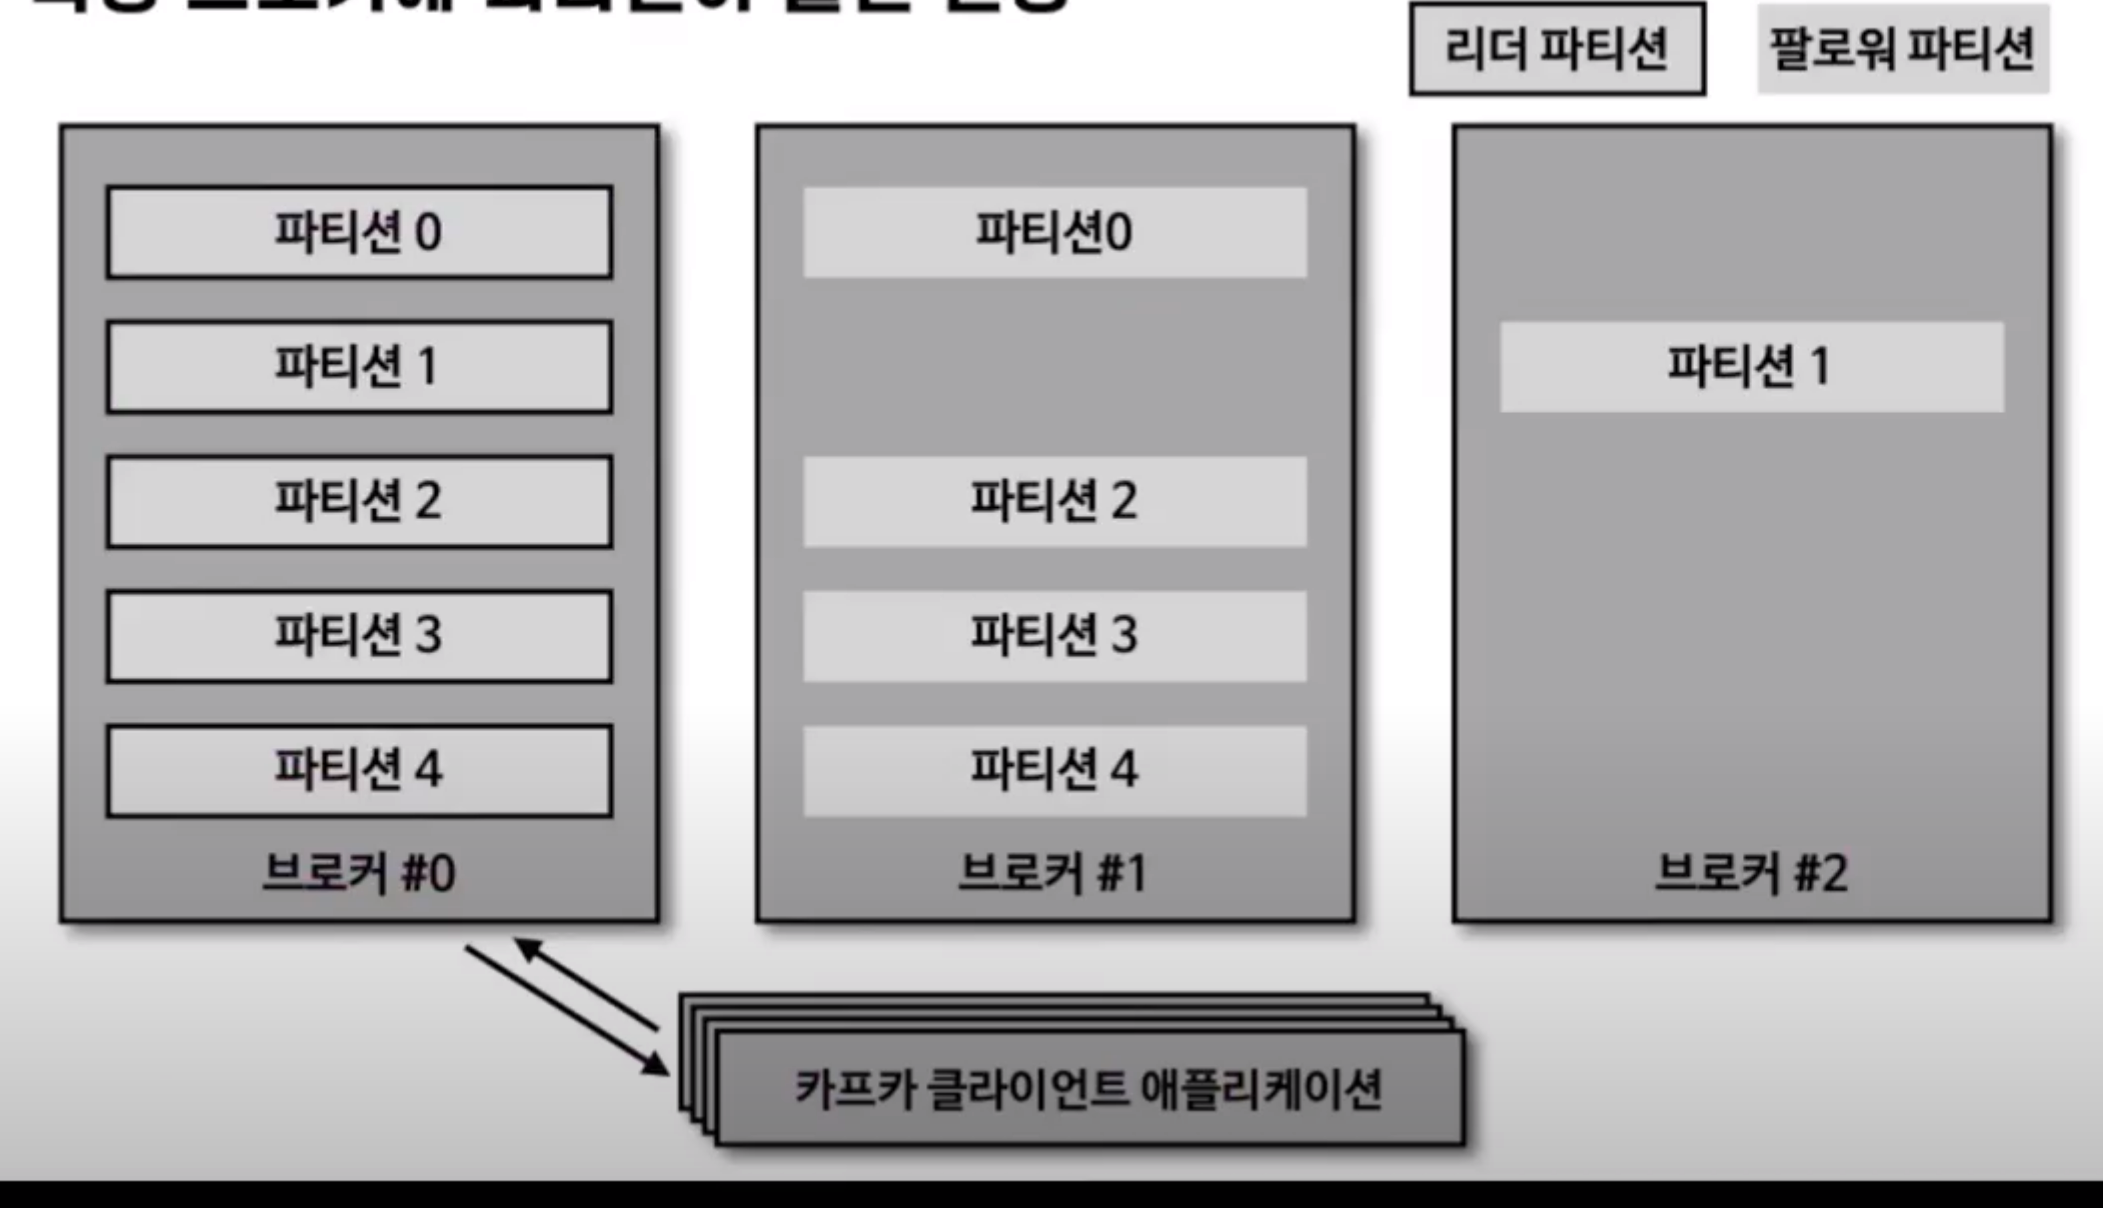 리더 파티션
팔로워 파티션
파티션 0
파티션 1
파티션 2
파티션 3
파티션 4
브로커 #0
파티션0
파티션 2
파티션 3
파티션 4
브로커 #1
파티션 1
브로커 #2
카프카 클라이언트 애플리케이션